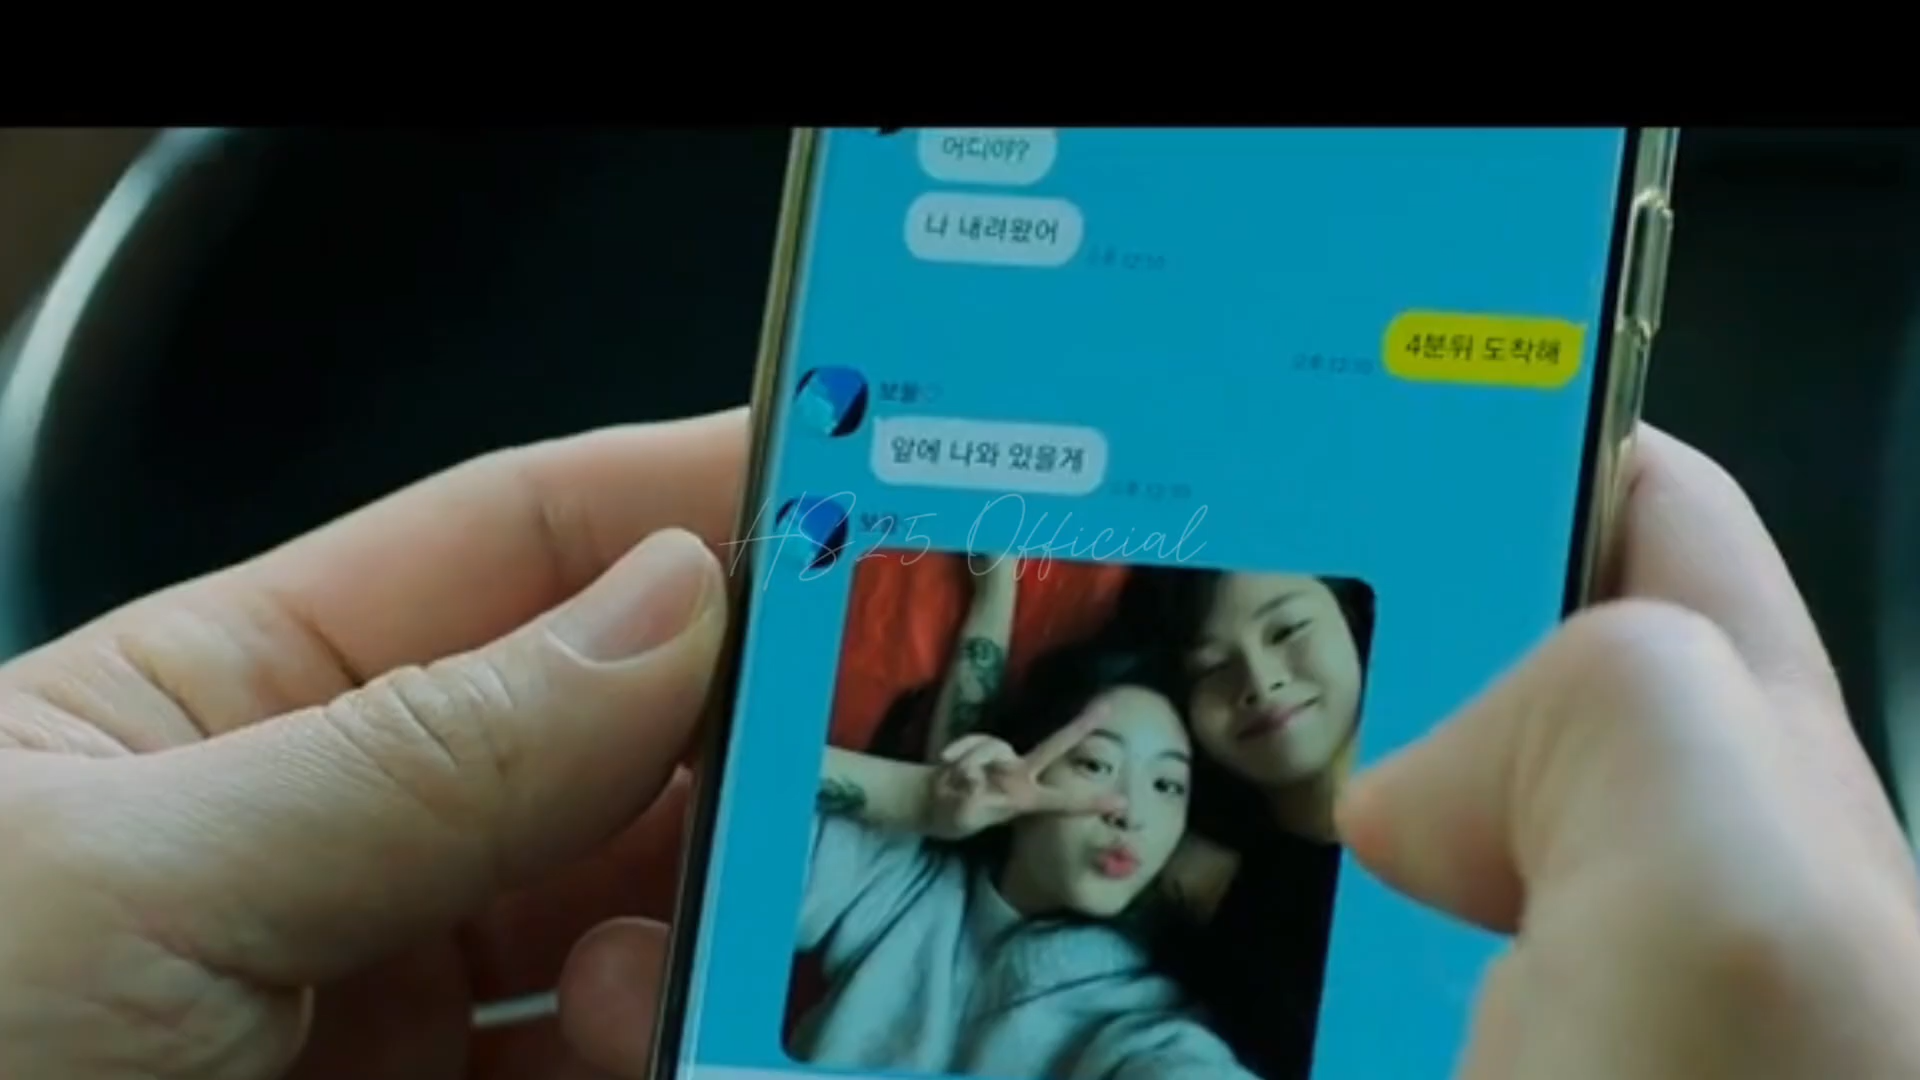 어디야?
나 내려왔어
4분뒤 도착해
앞에 나와 있을게
HS25 Official